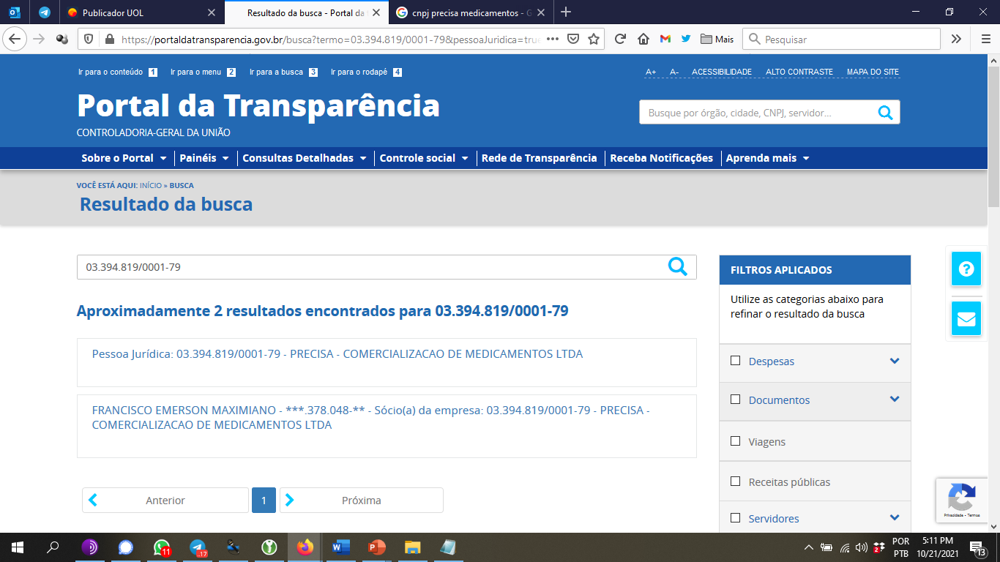 Publicador UOL
Resultado da busca - Portal da
cnpj precisa medicamentos - G
https://portaldatransparencia.gov.br/busca?termo=03.394.819/0001-79&pessoaJuridica=true
Mais
Pesquisar
Ir para o conteúdo 1
Ir para o menu 2
Ir para a busca 3
Ir para o rodapé 4
A+
A-
ACESSIBILIDADE
ALTO CONTRASTE
MAPA DO SITE
Portal da Transparência
CONTROLADORIA-GERAL DA UNIÃO
Busque por órgão, cidade, CNPJ, servidor...
Sobre o Portal
Painéis
Consultas Detalhadas
Controle social
Rede de Transparência
Receba Notificações
Aprenda mais
VOCÊ ESTÁ AQUI: INÍCIO » BUSCA
Resultado da busca
03.394.819/0001-79
Aproximadamente 2 resultados encontrados para 03.394.819/0001-79
Pessoa Jurídica: 03.394.819/0001-79 - PRECISA - COMERCIALIZACAO DE MEDICAMENTOS LTDA
FRANCISCO EMERSON MAXIMIANO - ***.378.048-** - Sócio(a) da empresa: 03.394.819/0001-79 - PRECISA -
COMERCIALIZACAO DE MEDICAMENTOS LTDA
Anterior
1
Próxima
FILTROS APLICADOS
Utilize as categorias abaixo para
refinar o resultado da busca
Despesas
Documentos
Viagens
Receitas públicas
Servidores
Privacidade - Termos
11
..17
2
POR
PTB
5:11 PM
10/21/2021
13